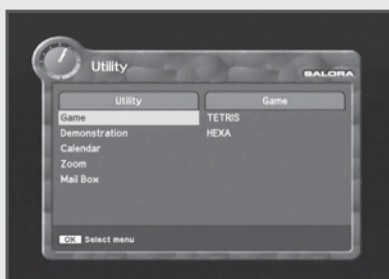 Utility
SALORA
Utility Game
Game TETRIS
Demonstration HEXA
Calendar
Zoom
Mail Box
OK Select menu